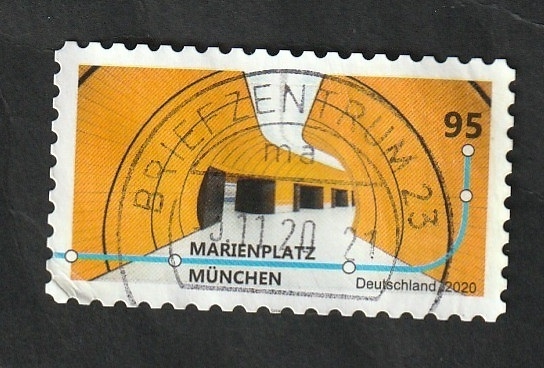 BRIEFZENTRUM 23
ma
95
11.20 21
MARIENPLATZ
MÜNCHEN
Deutschland 2020